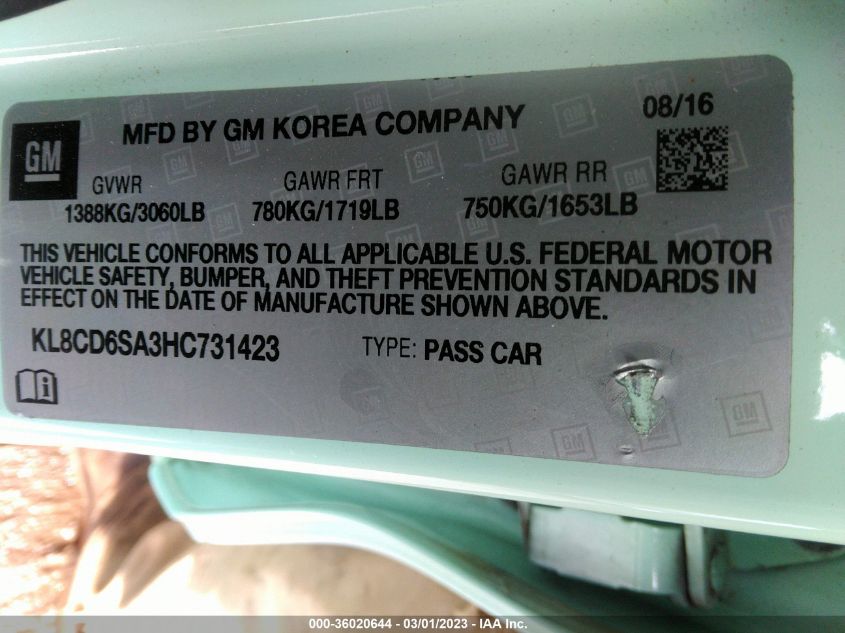 GM
MFD BY GM KOREA COMPANY
08/16
GVWR
GAWR FRT
GAWR RR
1388KG/3060LB
780KG/1719LB
750KG/1653LB
THIS VEHICLE CONFORMS TO ALL APPLICABLE U.S. FEDERAL MOTOR
VEHICLE SAFETY, BUMPER, AND THEFT PREVENTION STANDARDS IN
EFFECT ON THE DATE OF MANUFACTURE SHOWN ABOVE.
KL8CD6SA3HC731423
TYPE: PASS CAR
000-36020644 -- 03/01/2023 -- IAA Inc.